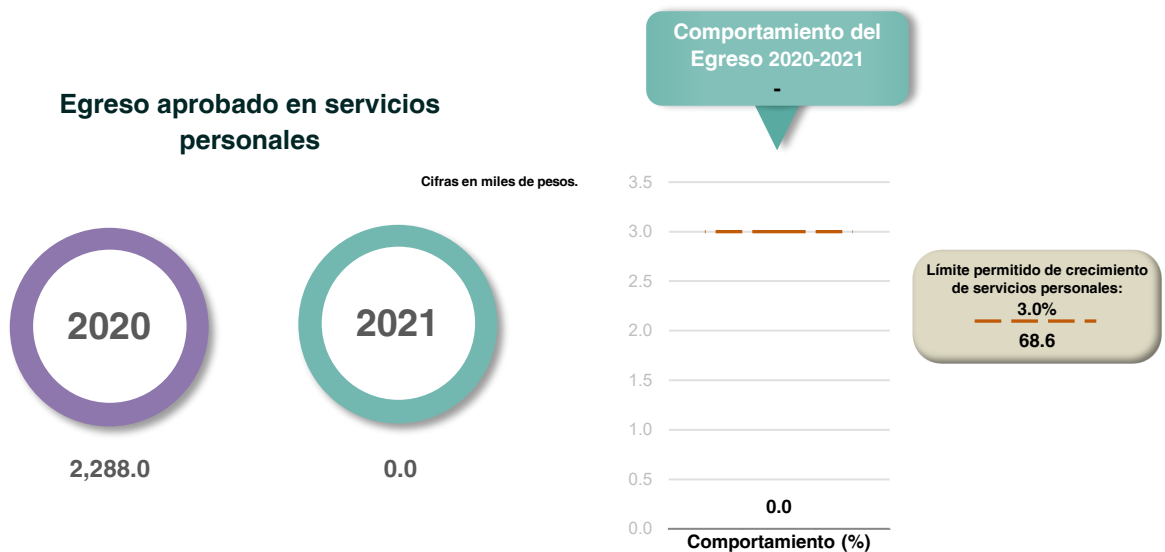 Comportamiento del
Egreso 2020-2021
-
Egreso aprobado en servicios
personales
Cifras en miles de pesos.
2020
2021
2,288.0
0.0
3.5
3.0
2.5
2.0
1.5
1.0
0.5
0.0
0.0
Comportamiento (%)
Límite permitido de crecimiento
de servicios personales:
3.0%
68.6